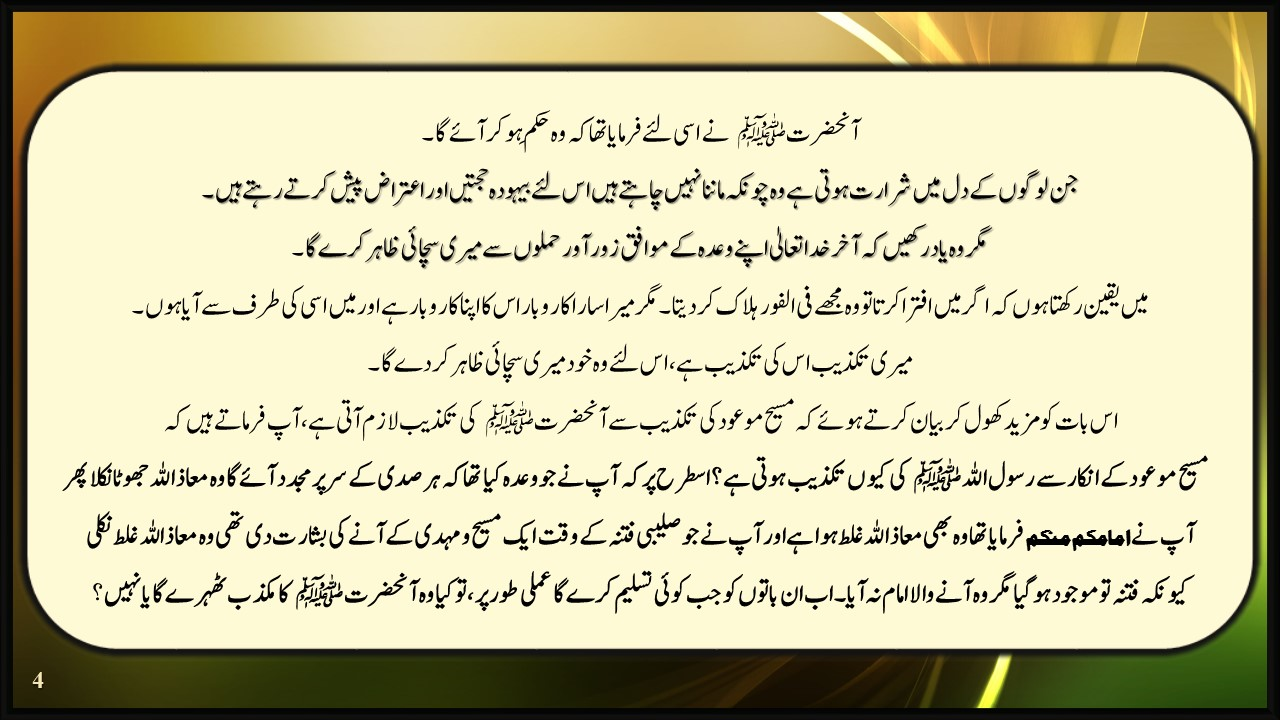 آنحضرت ﷺ نے اسی لئے فرمایا تھا کہ وہ حکم ہو کر آئے گا۔
جن لوگوں کے دل میں شرارت ہوتی ہے وہ چونکہ ماننا نہیں چاہتے ہیں اس لئے بیہودہ حجتیں اور اعتراض پیش کرتے رہتے ہیں۔
مگر وہ یاد رکھیں کہ آخر خدا تعالیٰ اپنے وعدہ کے موافق زور آور حملوں سے میری سچائی ظاہر کرے گا۔
میں یقین رکھتا ہوں کہ اگر میں افترا کرتا تو وہ مجھے فی الفور ہلاک کر دیتا۔ مگر میرا سارا کاروبار اس کا اپنا کاروبار ہے اور میں اسی کی طرف سے آیا ہوں۔
میری تکذیب اس کی تکذیب ہے، اس لئے وہ خود میری سچائی ظاہر کر دے گا۔
اس بات کو مزید کھول کر بیان کرتے ہوئے کہ مسیح موعود کی تکذیب سے آنحضرت ﷺ کی تکذیب لازم آتی ہے، آپ فرماتے ہیں کہ
مسیح موعود کے انکار سے رسول اللہ ﷺ کی کیوں تکذیب ہوتی ہے؟ اسطرح پر کہ آپ نے جو وعدہ کیا تھا کہ ہر صدی کے سر پر مجدد آئے گا وہ معاذ اللہ جھوٹا نکلا پھر
آپ نے امامکم منکم فرمایا تھا وہ بھی معاذ اللہ غلط ہوا ہے اور آپ نے جو صلیبی فتنہ کے وقت ایک مسیح و مہدی کے آنے کی بشارت دی تھی وہ معاذ اللہ غلط نکلی
کیونکہ فتنہ تو موجود ہو گیا مگر وہ آنے والا امام نہ آیا۔ اب ان باتوں کو جب کوئی تسلیم کرے گا عملی طور پر، تو کیا وہ آنحضرت ﷺ کا مکذب ٹھہرے گا یا نہیں؟
4